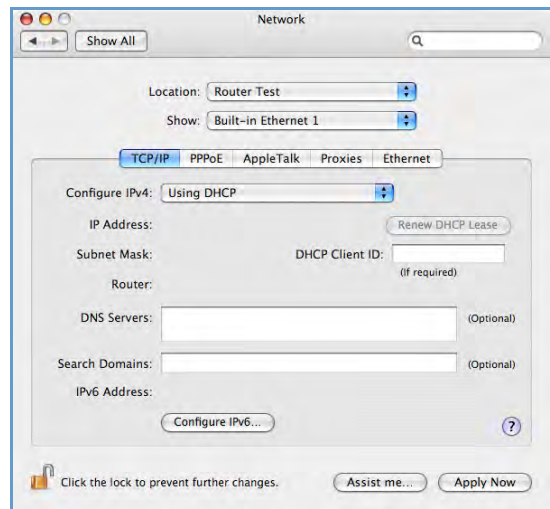 Network
Show All
Location: Router Test
Show: Built-in Ethernet 1
TCP/IP PPPoE AppleTalk Proxies Ethernet
Configure IPv4: Using DHCP
IP Address: Renew DHCP Lease
Subnet Mask: DHCP Client ID:
(If required)
Router:
DNS Servers: (Optional)
Search Domains: (Optional)
IPv6 Address:
Configure IPv6... ?
Click the lock to prevent further changes. Assist me... Apply Now